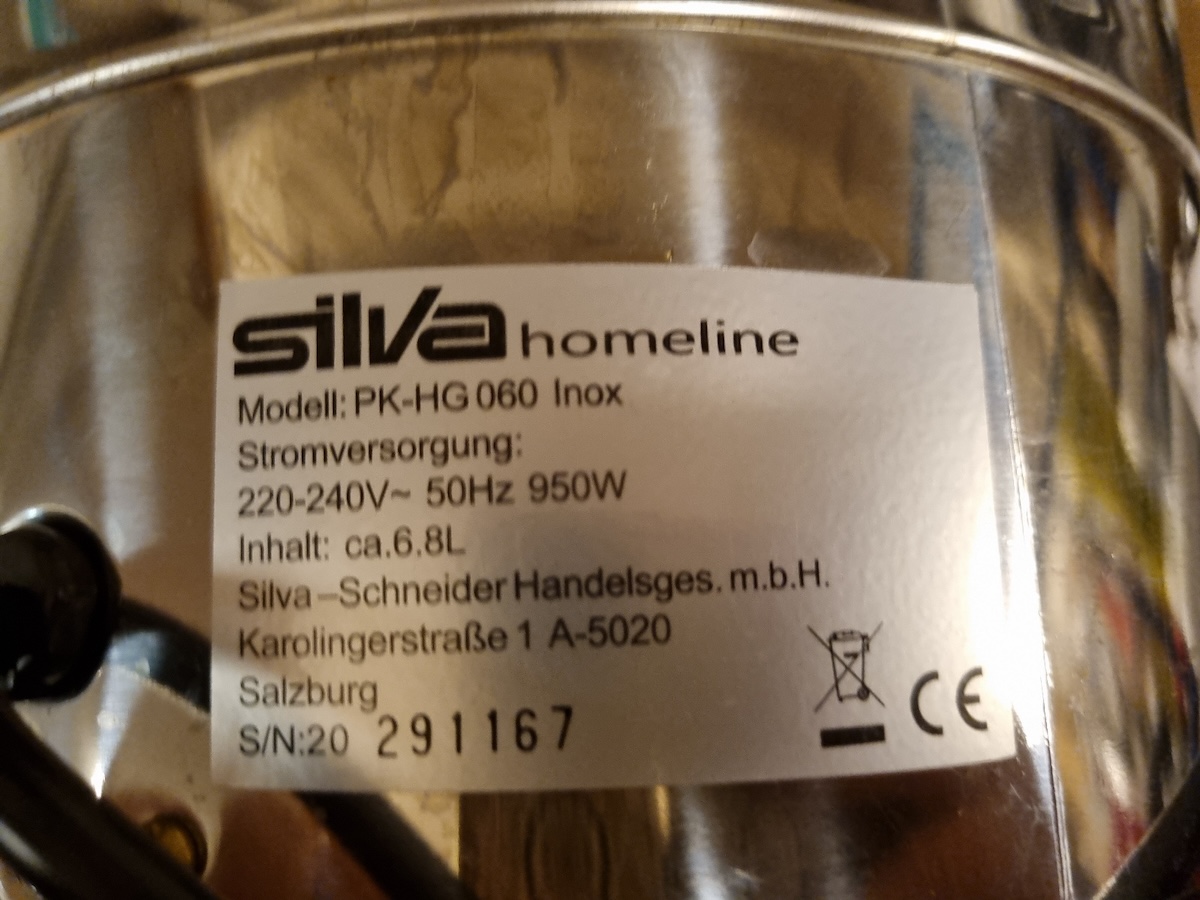 silva homeline
Modell: PK-HG 060 Inox
Stromversorgung:
220-240V~ 50Hz 950W
Inhalt: ca.6.8L
Silva–Schneider Handelsges. m.b.H.
Karolingerstraße 1 A-5020
Salzburg
S/N:20 291167
CE